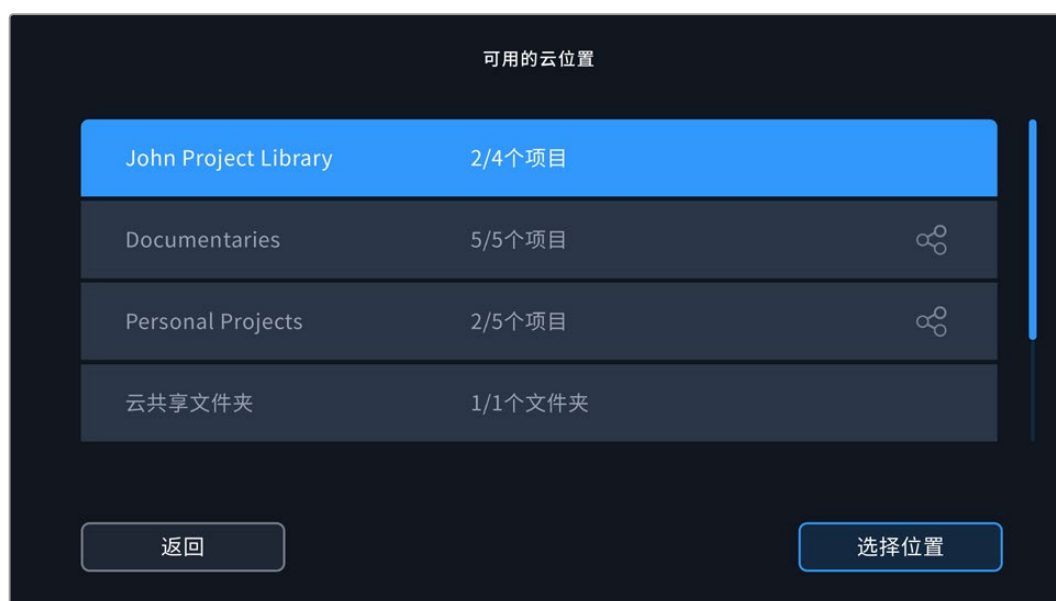 可用的云位置
John Project Library 2/4个项目
Documentaries 5/5个项目
Personal Projects 2/5个项目
云共享文件夹 1/1个文件夹
返回 选择位置